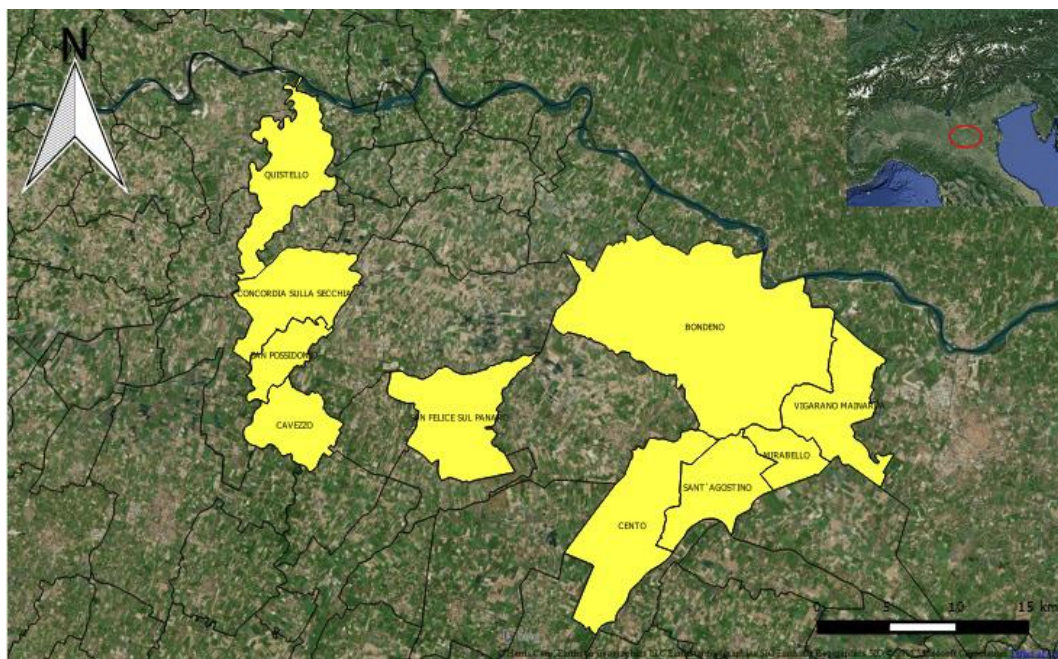 N
QUISTELLO
CONCORDIA SULLA SECCHIA
SAN POSSIDONIO
CAVEZZO
SAN FELICE SUL PANARO
BONDENO
VIGARANO MAINARDA
MIRABELLO
SANT'AGOSTINO
CENTO
0 5 10 15 km